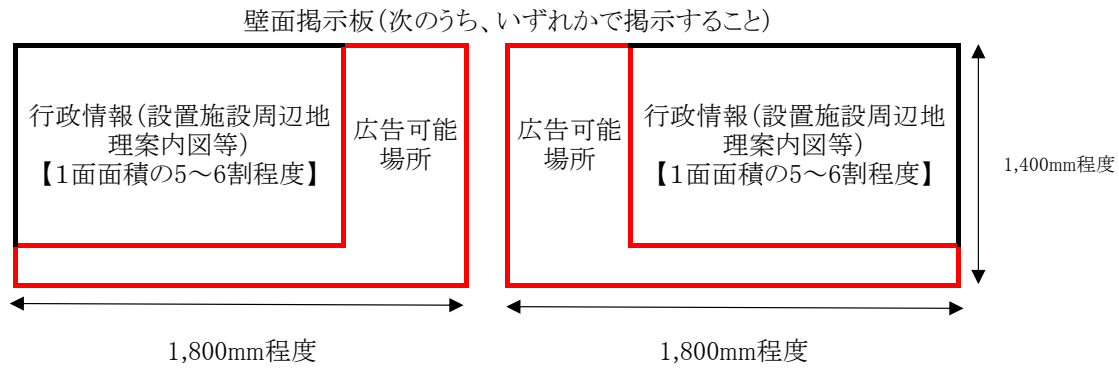 壁面掲示板(次のうち、いずれかで掲示すること)
行政情報(設置施設周辺地
理案内図等)
【1面面積の5～6割程度】
広告可能
場所
広告可能
場所
行政情報(設置施設周辺地
理案内図等)
【1面面積の5～6割程度】
1,400mm程度
1,800mm程度
1,800mm程度